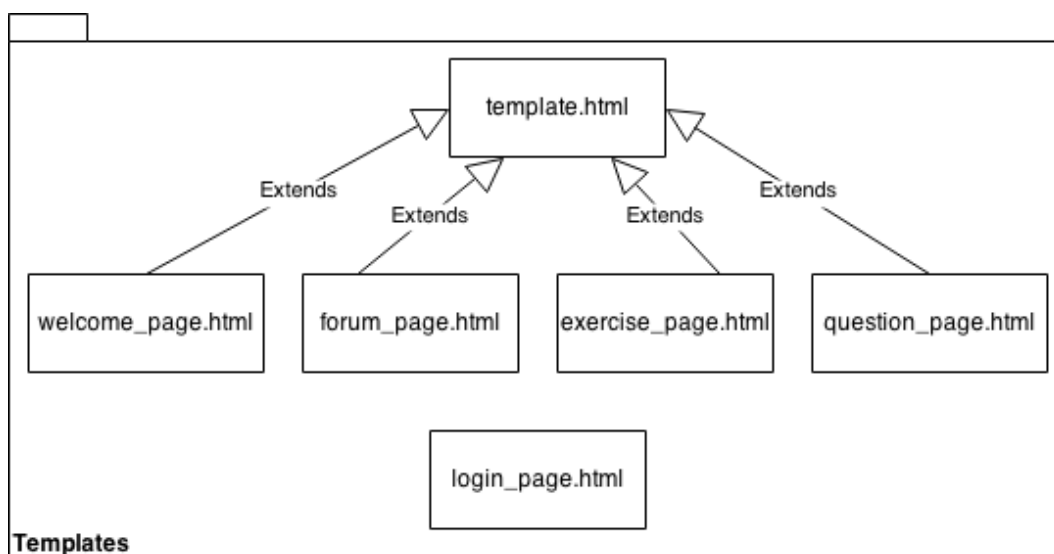 template.html
Extends
Extends
Extends
Extends
welcome_page.html
forum_page.html
exercise_page.html
question_page.html
login_page.html
Templates